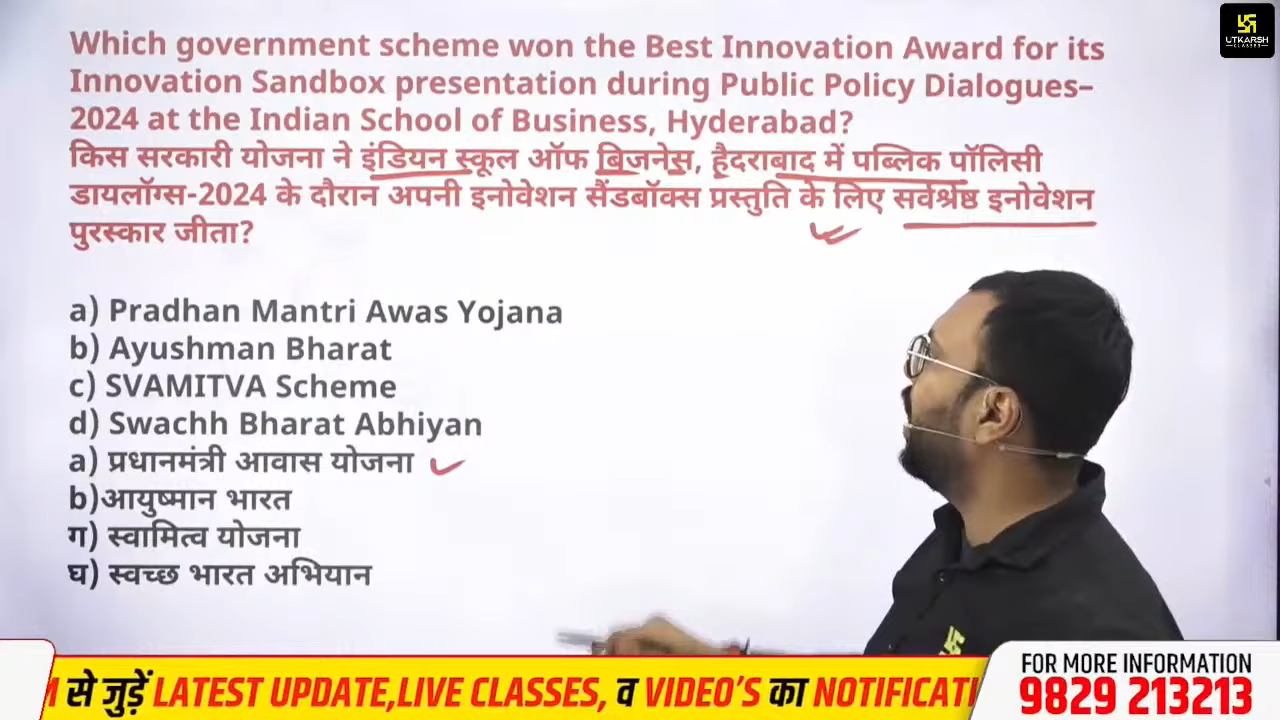 Which government scheme won the Best Innovation Award for its
Innovation Sandbox presentation during Public Policy Dialogues–
2024 at the Indian School of Business, Hyderabad?
किस सरकारी योजना ने इंडियन स्कूल ऑफ बिजनेस, हैदराबाद में पब्लिक पॉलिसी
डायलॉग्स-2024 के दौरान अपनी इनोवेशन सैंडबॉक्स प्रस्तुति के लिए सर्वश्रेष्ठ इनोवेशन
पुरस्कार जीता?
a) Pradhan Mantri Awas Yojana
b) Ayushman Bharat
c) SVAMITVA Scheme
d) Swachh Bharat Abhiyan
a) प्रधानमंत्री आवास योजना
b)आयुष्मान भारत
ग) स्वामित्व योजना
घ) स्वच्छ भारत अभियान
UTKARSH
CLASSES
से जुड़ें LATEST UPDATE,LIVE CLASSES, व VIDEO'S का
FOR MORE INFORMATION
9829 213213